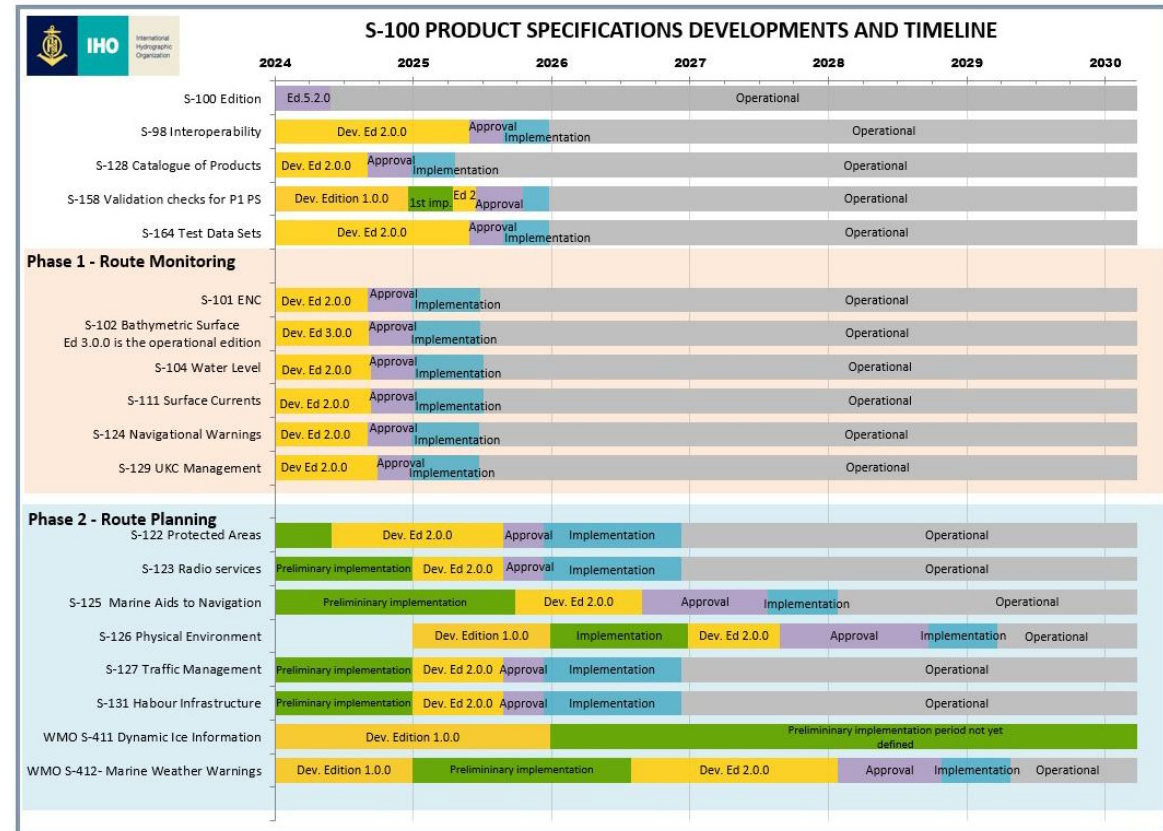 IHO
International
Hydrographic
Organization
S-100 PRODUCT SPECIFICATIONS DEVELOPMENTS AND TIMELINE
2024 2025 2026 2027 2028 2029 2030
S-100 Edition Ed.5.2.0 Operational
S-98 Interoperability Dev. Ed 2.0.0 Approval Implementation Operational
S-128 Catalogue of Products Dev. Ed 2.0.0 Approval Implementation Operational
S-158 Validation checks for P1 PS Dev. Edition 1.0.0 1st imp. Ed 2 Approval Operational
S-164 Test Data Sets Dev. Ed 2.0.0 Approval Implementation Operational
Phase 1 - Route Monitoring
S-101 ENC Dev. Ed 2.0.0 Approval Implementation Operational
S-102 Bathymetric Surface
Ed 3.0.0 is the operational edition Dev. Ed 3.0.0 Approval Implementation Operational
S-104 Water Level Dev. Ed 2.0.0 Approval Implementation Operational
S-111 Surface Currents Dev. Ed 2.0.0 Approval Implementation Operational
S-124 Navigational Warnings Dev. Ed 2.0.0 Approval Implementation Operational
S-129 UKC Management Dev Ed 2.0.0 Approval Implementation Operational
Phase 2 - Route Planning
S-122 Protected Areas Dev. Ed 2.0.0 Approval Implementation Operational
S-123 Radio services Preliminary implementation Dev. Ed 2.0.0 Approval Implementation Operational
S-125 Marine Aids to Navigation Prelimininary implementation Dev. Ed 2.0.0 Approval Implementation Operational
S-126 Physical Environment Dev. Edition 1.0.0 Implementation Dev. Ed 2.0.0 Approval Implementation Operational
S-127 Traffic Management Preliminary implementation Dev. Ed 2.0.0 Approval Implementation Operational
S-131 Habour Infrastructure Preliminary implementation Dev. Ed 2.0.0 Approval Implementation Operational
WMO S-411 Dynamic Ice Information Dev. Edition 1.0.0 Prelimininary implementation period not yet
defined
WMO S-412- Marine Weather Warnings Dev. Edition 1.0.0 Prelimininary implementation Dev. Ed 2.0.0 Approval Implementation Operational